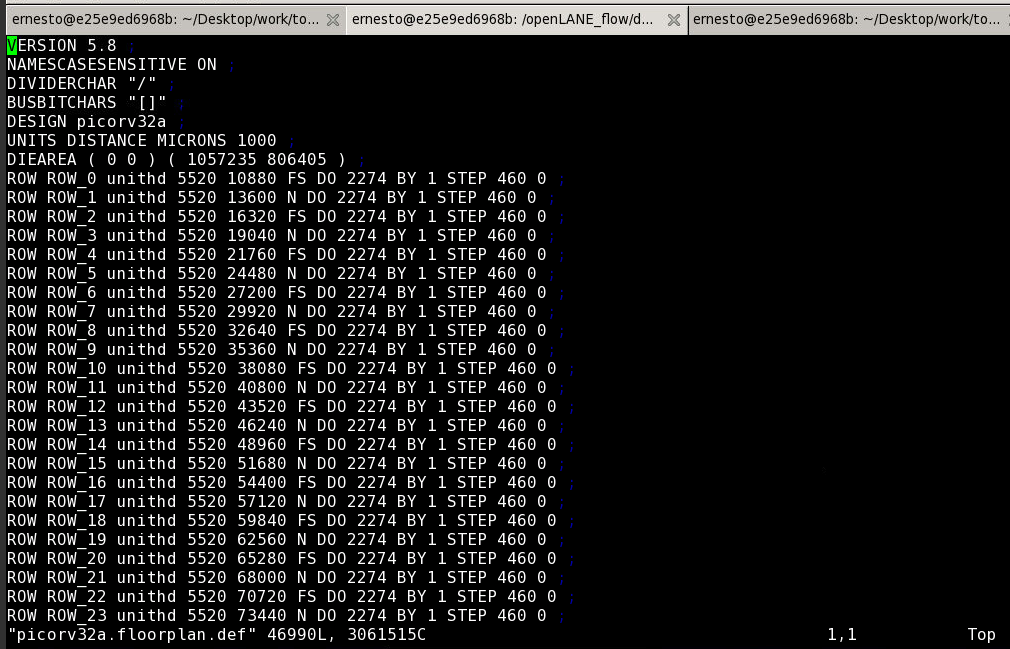 ernesto@e25e9ed6968b: ~/Desktop/work/to... ernesto@e25e9ed6968b: /openLANE_flow/d... ernesto@e25e9ed6968b: ~/Desktop/work/to...
VERSION 5.8 ;
NAMESCASESENSITIVE ON ;
DIVIDERCHAR "/" ;
BUSBITCHARS "[]" ;
DESIGN picorv32a ;
UNITS DISTANCE MICRONS 1000 ;
DIEAREA ( 0 0 ) ( 1057235 806405 ) ;
ROW ROW_0 unithd 5520 10880 FS DO 2274 BY 1 STEP 460 0 ;
ROW ROW_1 unithd 5520 13600 N DO 2274 BY 1 STEP 460 0 ;
ROW ROW_2 unithd 5520 16320 FS DO 2274 BY 1 STEP 460 0 ;
ROW ROW_3 unithd 5520 19040 N DO 2274 BY 1 STEP 460 0 ;
ROW ROW_4 unithd 5520 21760 FS DO 2274 BY 1 STEP 460 0 ;
ROW ROW_5 unithd 5520 24480 N DO 2274 BY 1 STEP 460 0 ;
ROW ROW_6 unithd 5520 27200 FS DO 2274 BY 1 STEP 460 0 ;
ROW ROW_7 unithd 5520 29920 N DO 2274 BY 1 STEP 460 0 ;
ROW ROW_8 unithd 5520 32640 FS DO 2274 BY 1 STEP 460 0 ;
ROW ROW_9 unithd 5520 35360 N DO 2274 BY 1 STEP 460 0 ;
ROW ROW_10 unithd 5520 38080 FS DO 2274 BY 1 STEP 460 0 ;
ROW ROW_11 unithd 5520 40800 N DO 2274 BY 1 STEP 460 0 ;
ROW ROW_12 unithd 5520 43520 FS DO 2274 BY 1 STEP 460 0 ;
ROW ROW_13 unithd 5520 46240 N DO 2274 BY 1 STEP 460 0 ;
ROW ROW_14 unithd 5520 48960 FS DO 2274 BY 1 STEP 460 0 ;
ROW ROW_15 unithd 5520 51680 N DO 2274 BY 1 STEP 460 0 ;
ROW ROW_16 unithd 5520 54400 FS DO 2274 BY 1 STEP 460 0 ;
ROW ROW_17 unithd 5520 57120 N DO 2274 BY 1 STEP 460 0 ;
ROW ROW_18 unithd 5520 59840 FS DO 2274 BY 1 STEP 460 0 ;
ROW ROW_19 unithd 5520 62560 N DO 2274 BY 1 STEP 460 0 ;
ROW ROW_20 unithd 5520 65280 FS DO 2274 BY 1 STEP 460 0 ;
ROW ROW_21 unithd 5520 68000 N DO 2274 BY 1 STEP 460 0 ;
ROW ROW_22 unithd 5520 70720 FS DO 2274 BY 1 STEP 460 0 ;
ROW ROW_23 unithd 5520 73440 N DO 2274 BY 1 STEP 460 0 ;
"picorv32a.floorplan.def" 46990L, 3061515C 1,1 Top